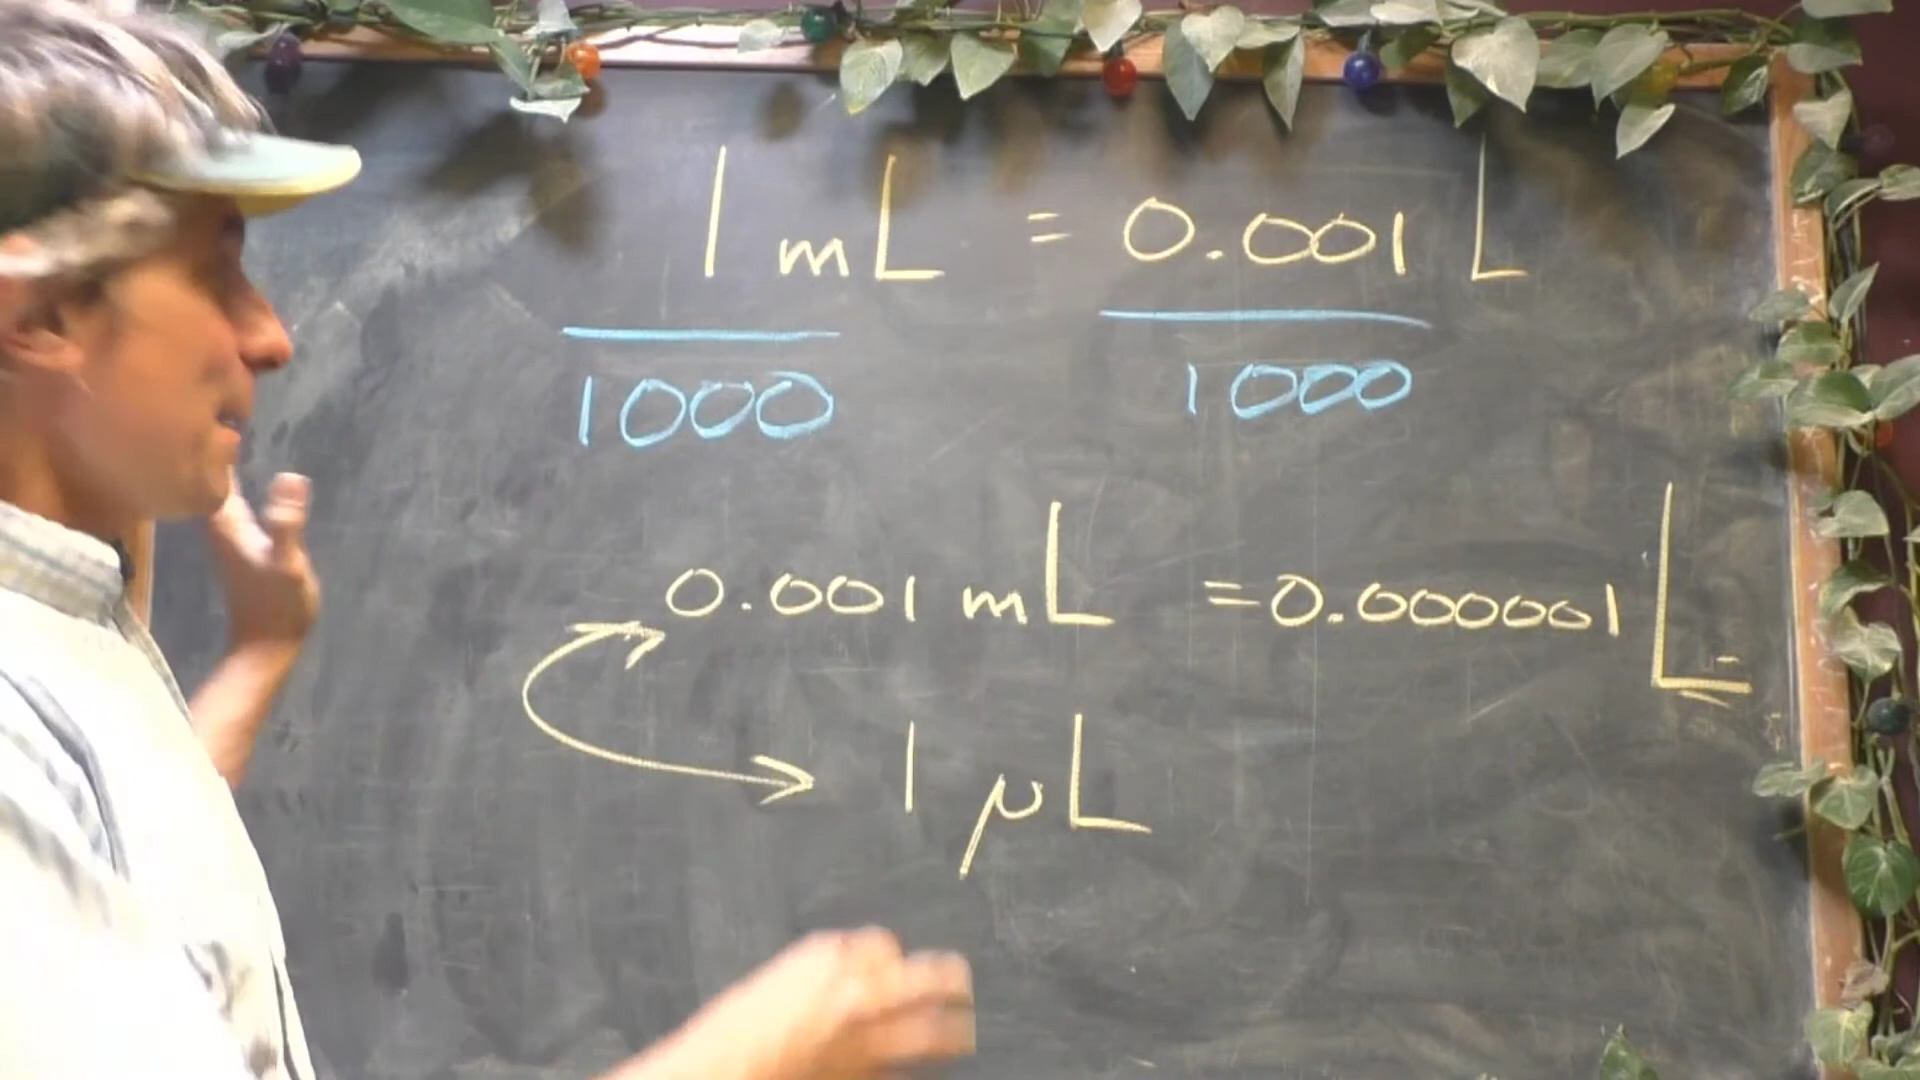 1 mL = 0.001 L
1000 1000
0.001 mL = 0.000001 L
1 μL